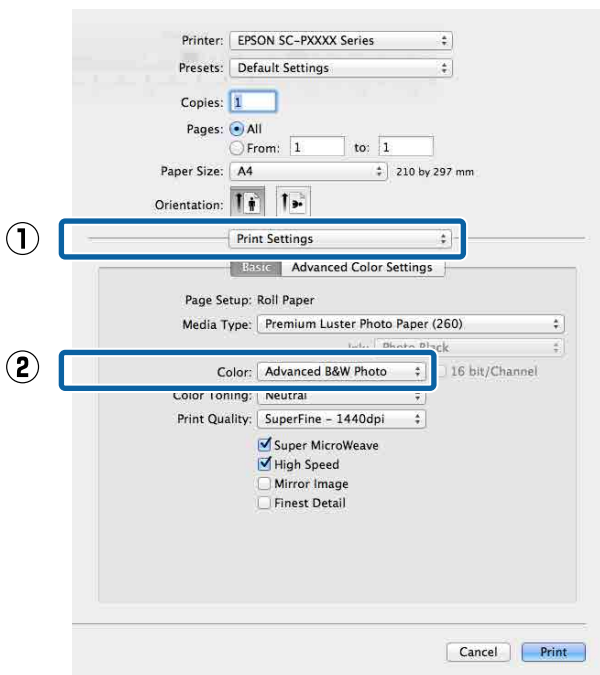 Printer: EPSON SC-PXXXX Series
Presets: Default Settings
Copies: 1
Pages: All
From: 1 to: 1
Paper Size: A4 210 by 297 mm
Orientation:
1 Print Settings
Basic Advanced Color Settings
Page Setup: Roll Paper
Media Type: Premium Luster Photo Paper (260)
Ink: Photo Black
2 Color: Advanced B&W Photo 16 bit/Channel
Color Toning: Neutral
Print Quality: SuperFine - 1440dpi
Super MicroWeave
High Speed
Mirror Image
Finest Detail
Cancel Print